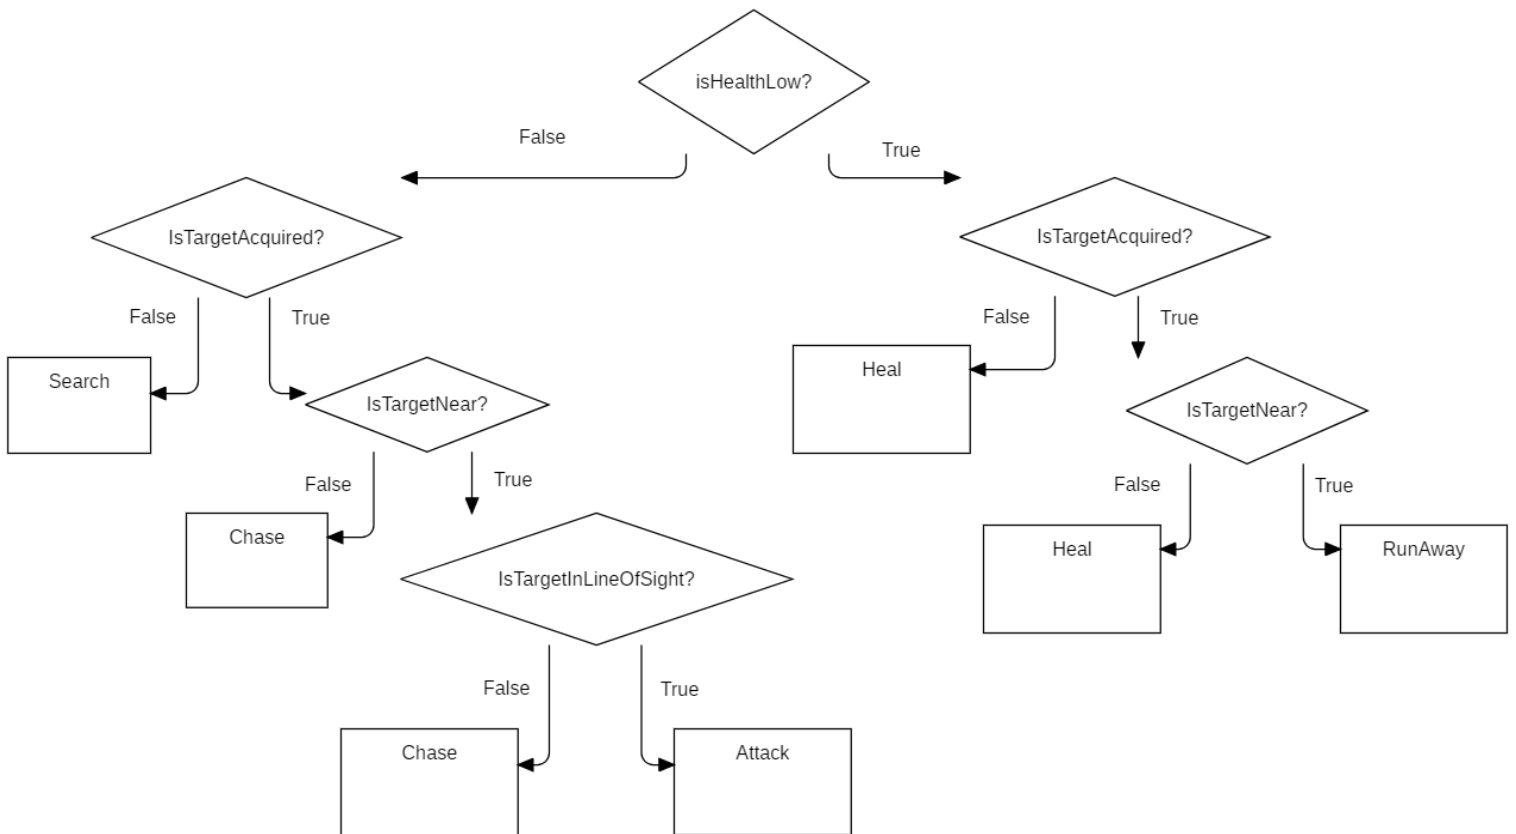 isHealthLow?
False
True
IsTargetAcquired?
IsTargetAcquired?
False
True
False
True
Search
IsTargetNear?
Heal
IsTargetNear?
False
True
False
True
Chase
IsTargetInLineOfSight?
Heal
RunAway
False
True
Chase
Attack